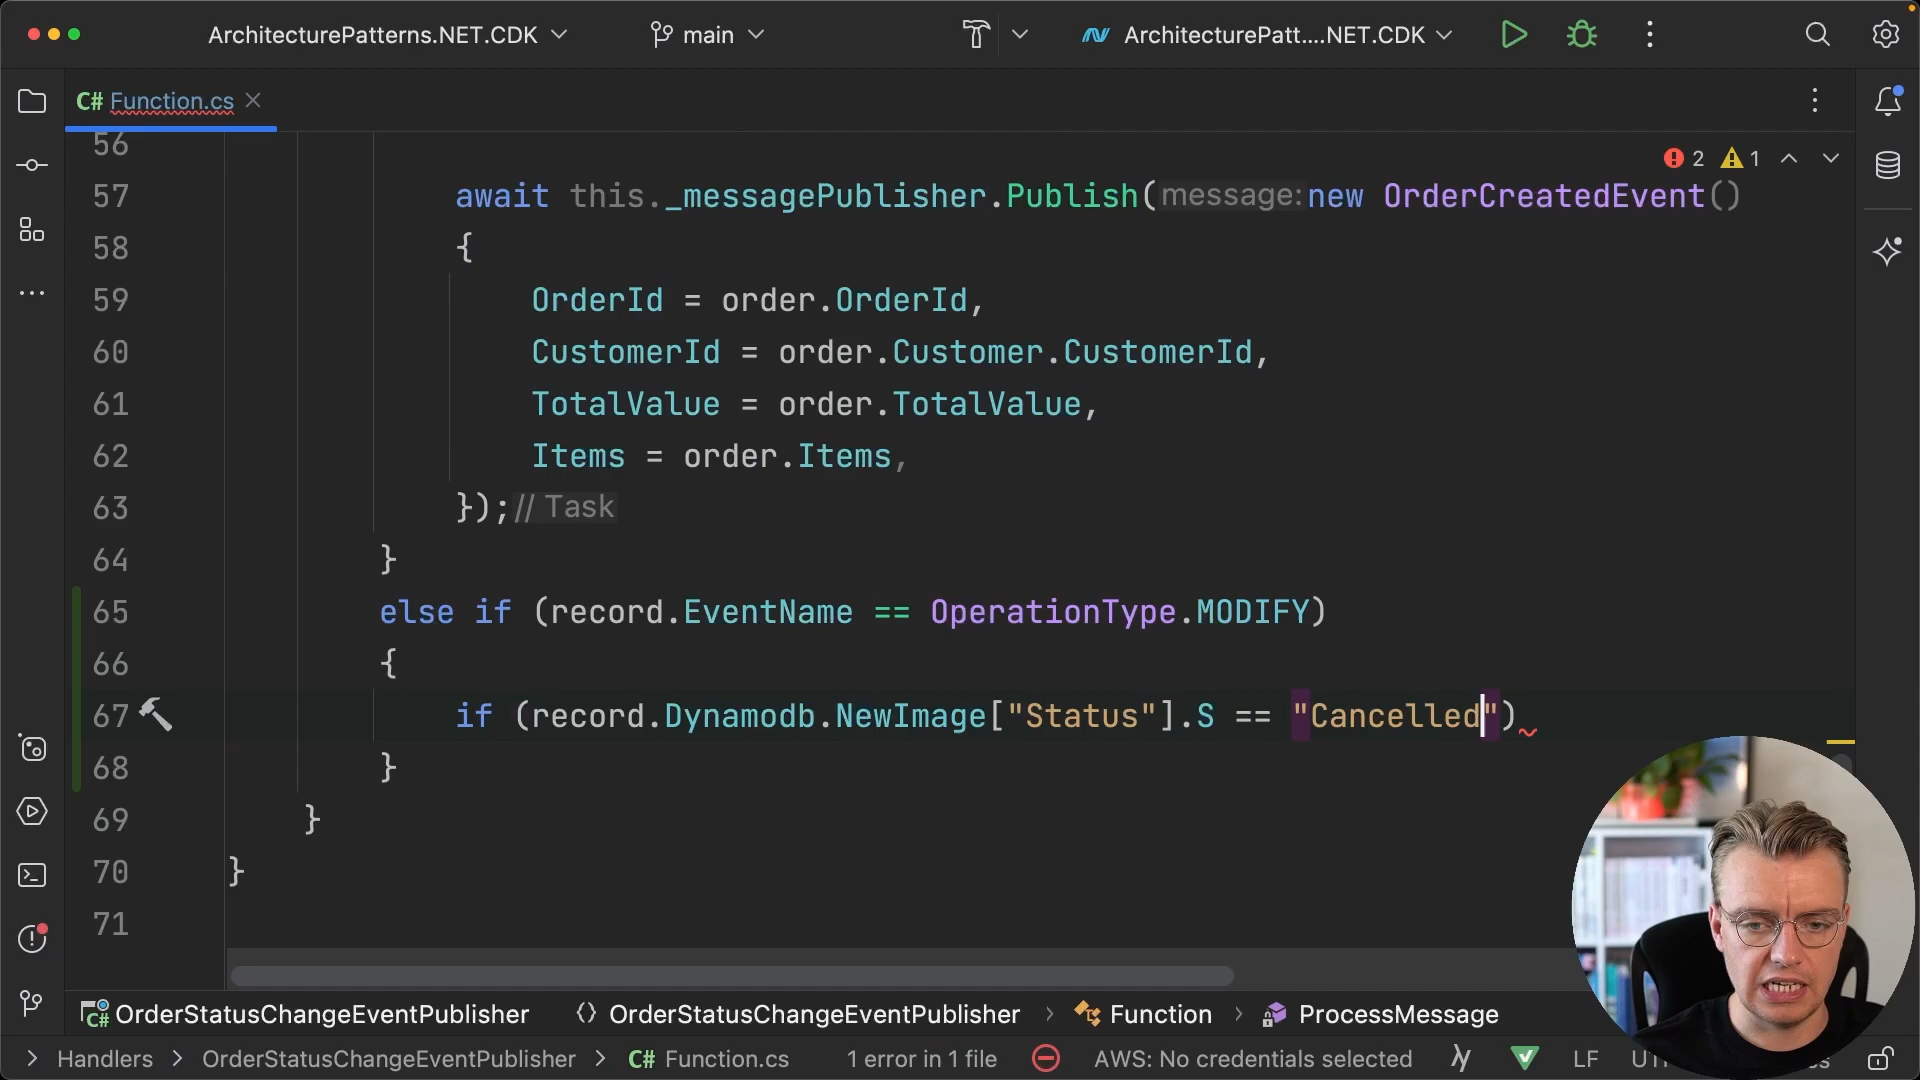 ArchitecturePatterns.NET.CDK main ArchitecturePatt....NET.CDK
C# Function.cs
2 1
56
57 await this._messagePublisher.Publish(message:new OrderCreatedEvent()
58 {
59 OrderId = order.OrderId,
60 CustomerId = order.Customer.CustomerId,
61 TotalValue = order.TotalValue,
62 Items = order.Items,
63 });// Task
64 }
65 else if (record.EventName == OperationType.MODIFY)
66 {
67 if (record.Dynamodb.NewImage["Status"].S == "Cancelled")
68 }
69 }
70 }
71
C# OrderStatusChangeEventPublisher {} OrderStatusChangeEventPublisher > Function > ProcessMessage
> Handlers > OrderStatusChangeEventPublisher > C# Function.cs 1 error in 1 file AWS: No credentials selected LF